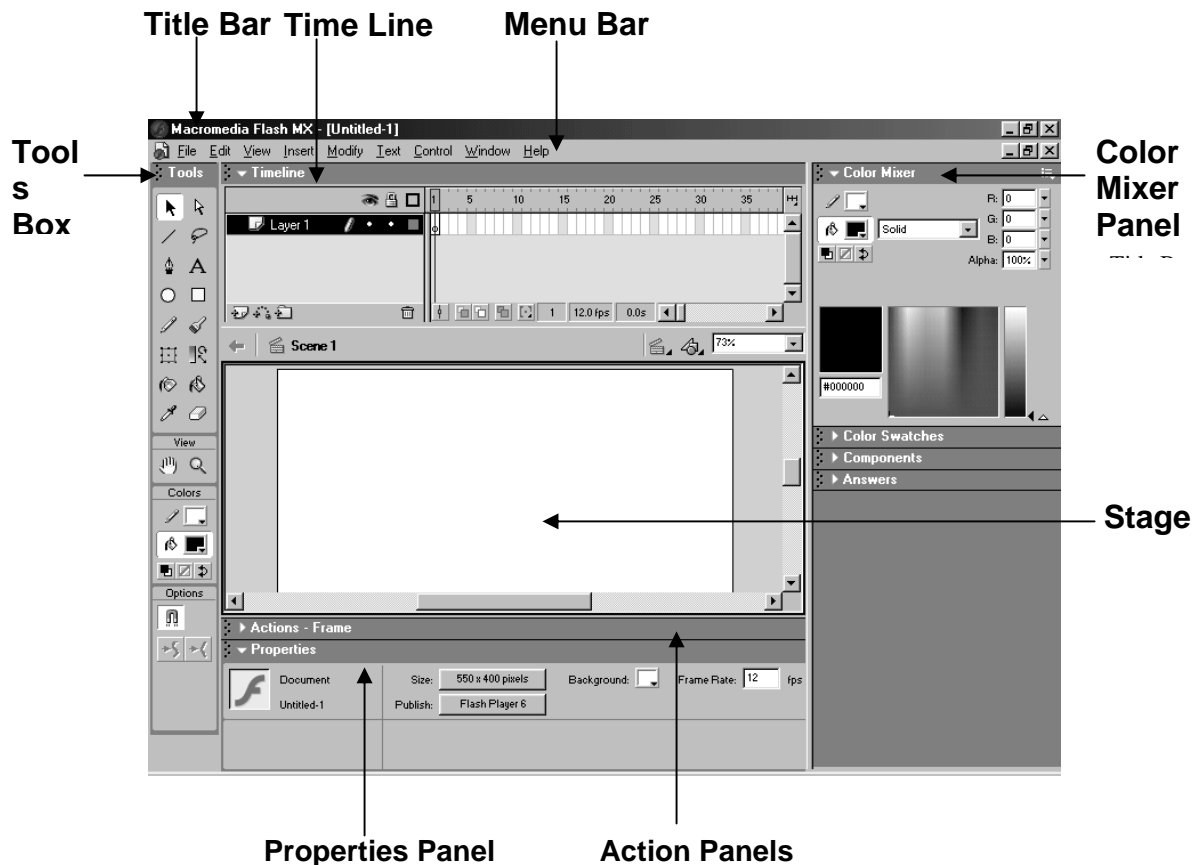 Title Bar Time Line Menu Bar
Macromedia Flash MX - [Untitled-1]
File Edit View Insert Modify Text Control Window Help
Tool
s
Box
Color
Mixer
Panel
Tools
Timeline
Color Mixer
1 5 10 15 20 25 30 35
Layer 1
1 12.0 fps 0.0s
R: 0
G: 0
B: 0
Solid
Alpha: 100%
#000000
Scene 1
73%
View
Colors
Options
Color Swatches
Components
Answers
Stage
Actions - Frame
Properties
Document
Untitled-1
Size: 550 x 400 pixels
Publish: Flash Player 6
Background:
Frame Rate: 12 fps
Properties Panel Action Panels